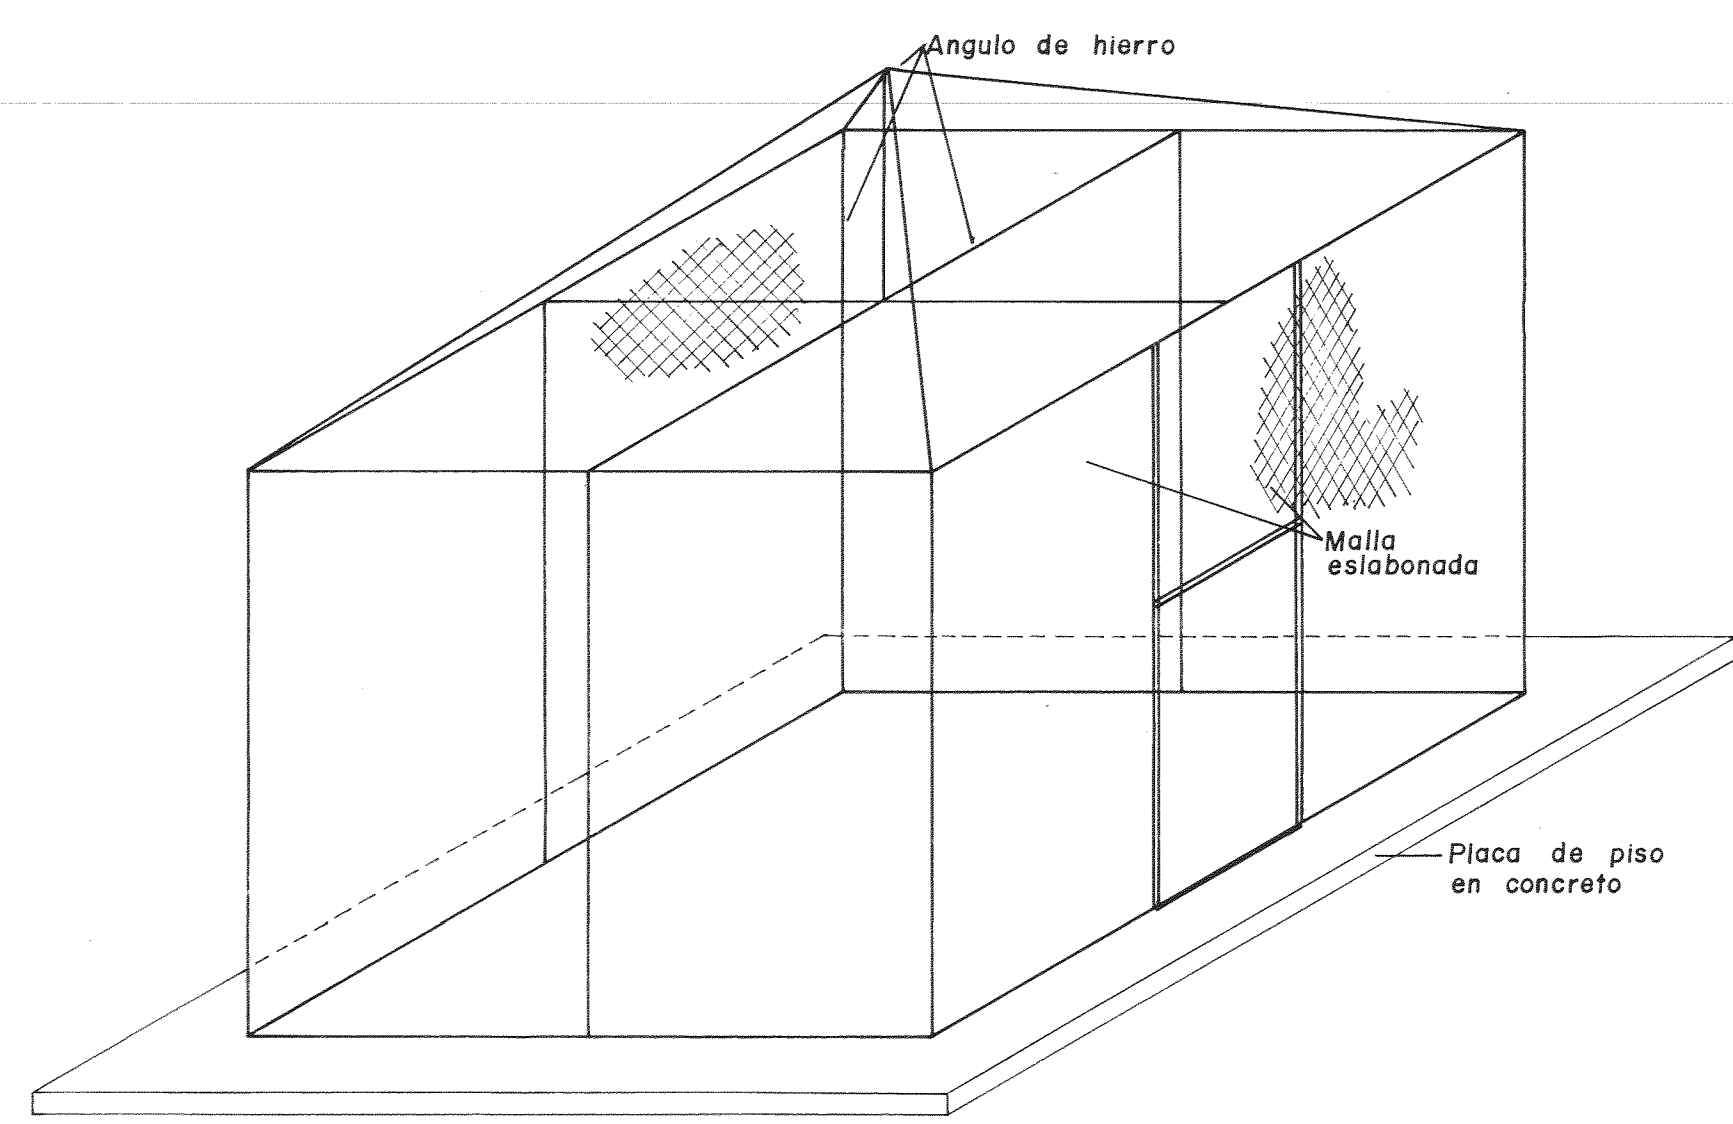 Angulo de hierro
Malla
eslabonada
Placa de piso
en concreto